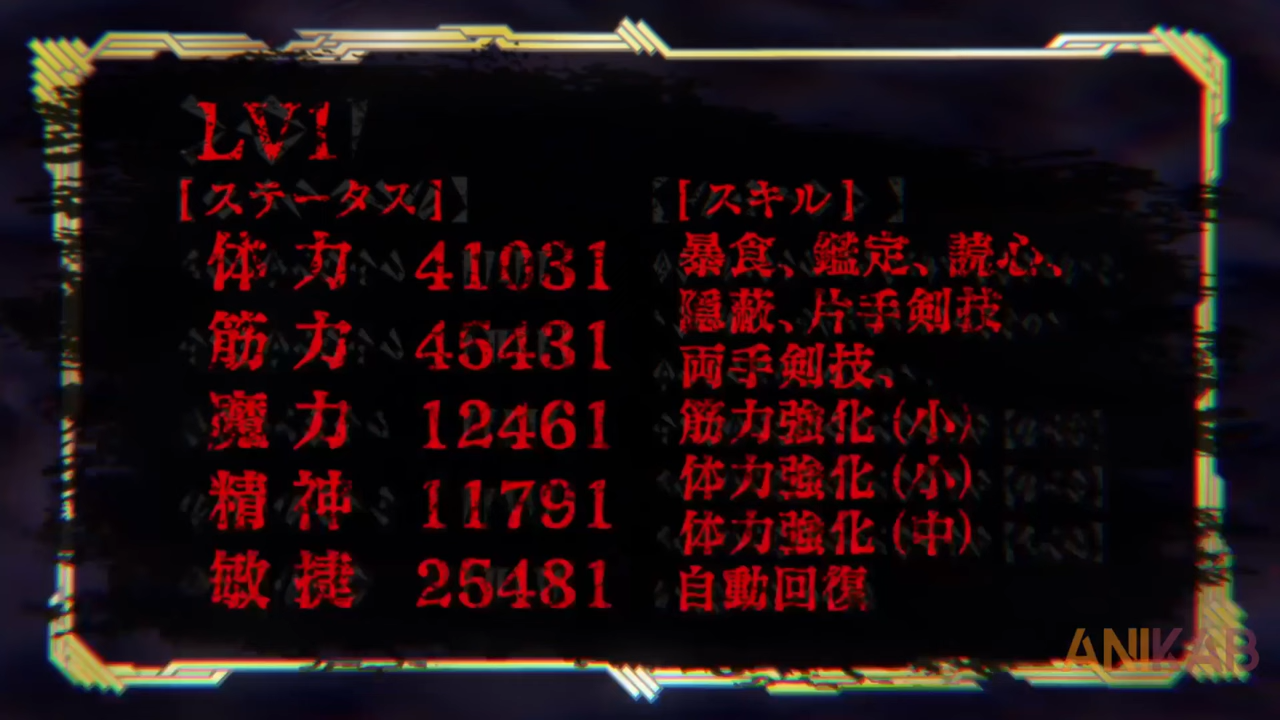 LV1
【ステータス】
体力 41031
筋力 45431
魔力 12461
精神 11791
敏捷 25481
【スキル】
暴食、鑑定、読心、
隠蔽、片手剣技
両手剣技、
筋力強化（小）
体力強化（小）
体力強化（中）
自動回復
ANIKAB